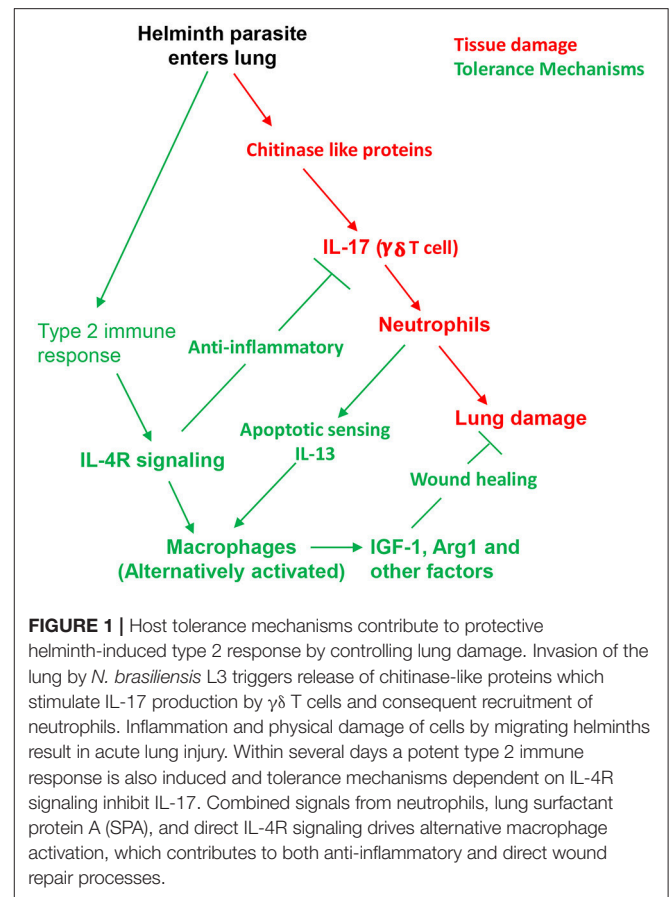 Helminth parasite
enters lung
Tissue damage
Tolerance Mechanisms
Chitinase like proteins
IL-17 (γδ T cell)
Neutrophils
Type 2 immune
response
Anti-inflammatory
Lung damage
Apoptotic sensing
IL-13
IL-4R signaling
Wound healing
Macrophages
(Alternatively activated)
IGF-1, Arg1 and
other factors
FIGURE 1 | Host tolerance mechanisms contribute to protective
helminth-induced type 2 response by controlling lung damage. Invasion of the
lung by N. brasiliensis L3 triggers release of chitinase-like proteins which
stimulate IL-17 production by γδ T cells and consequent recruitment of
neutrophils. Inflammation and physical damage of cells by migrating helminths
result in acute lung injury. Within several days a potent type 2 immune
response is also induced and tolerance mechanisms dependent on IL-4R
signaling inhibit IL-17. Combined signals from neutrophils, lung surfactant
protein A (SPA), and direct IL-4R signaling drives alternative macrophage
activation, which contributes to both anti-inflammatory and direct wound
repair processes.